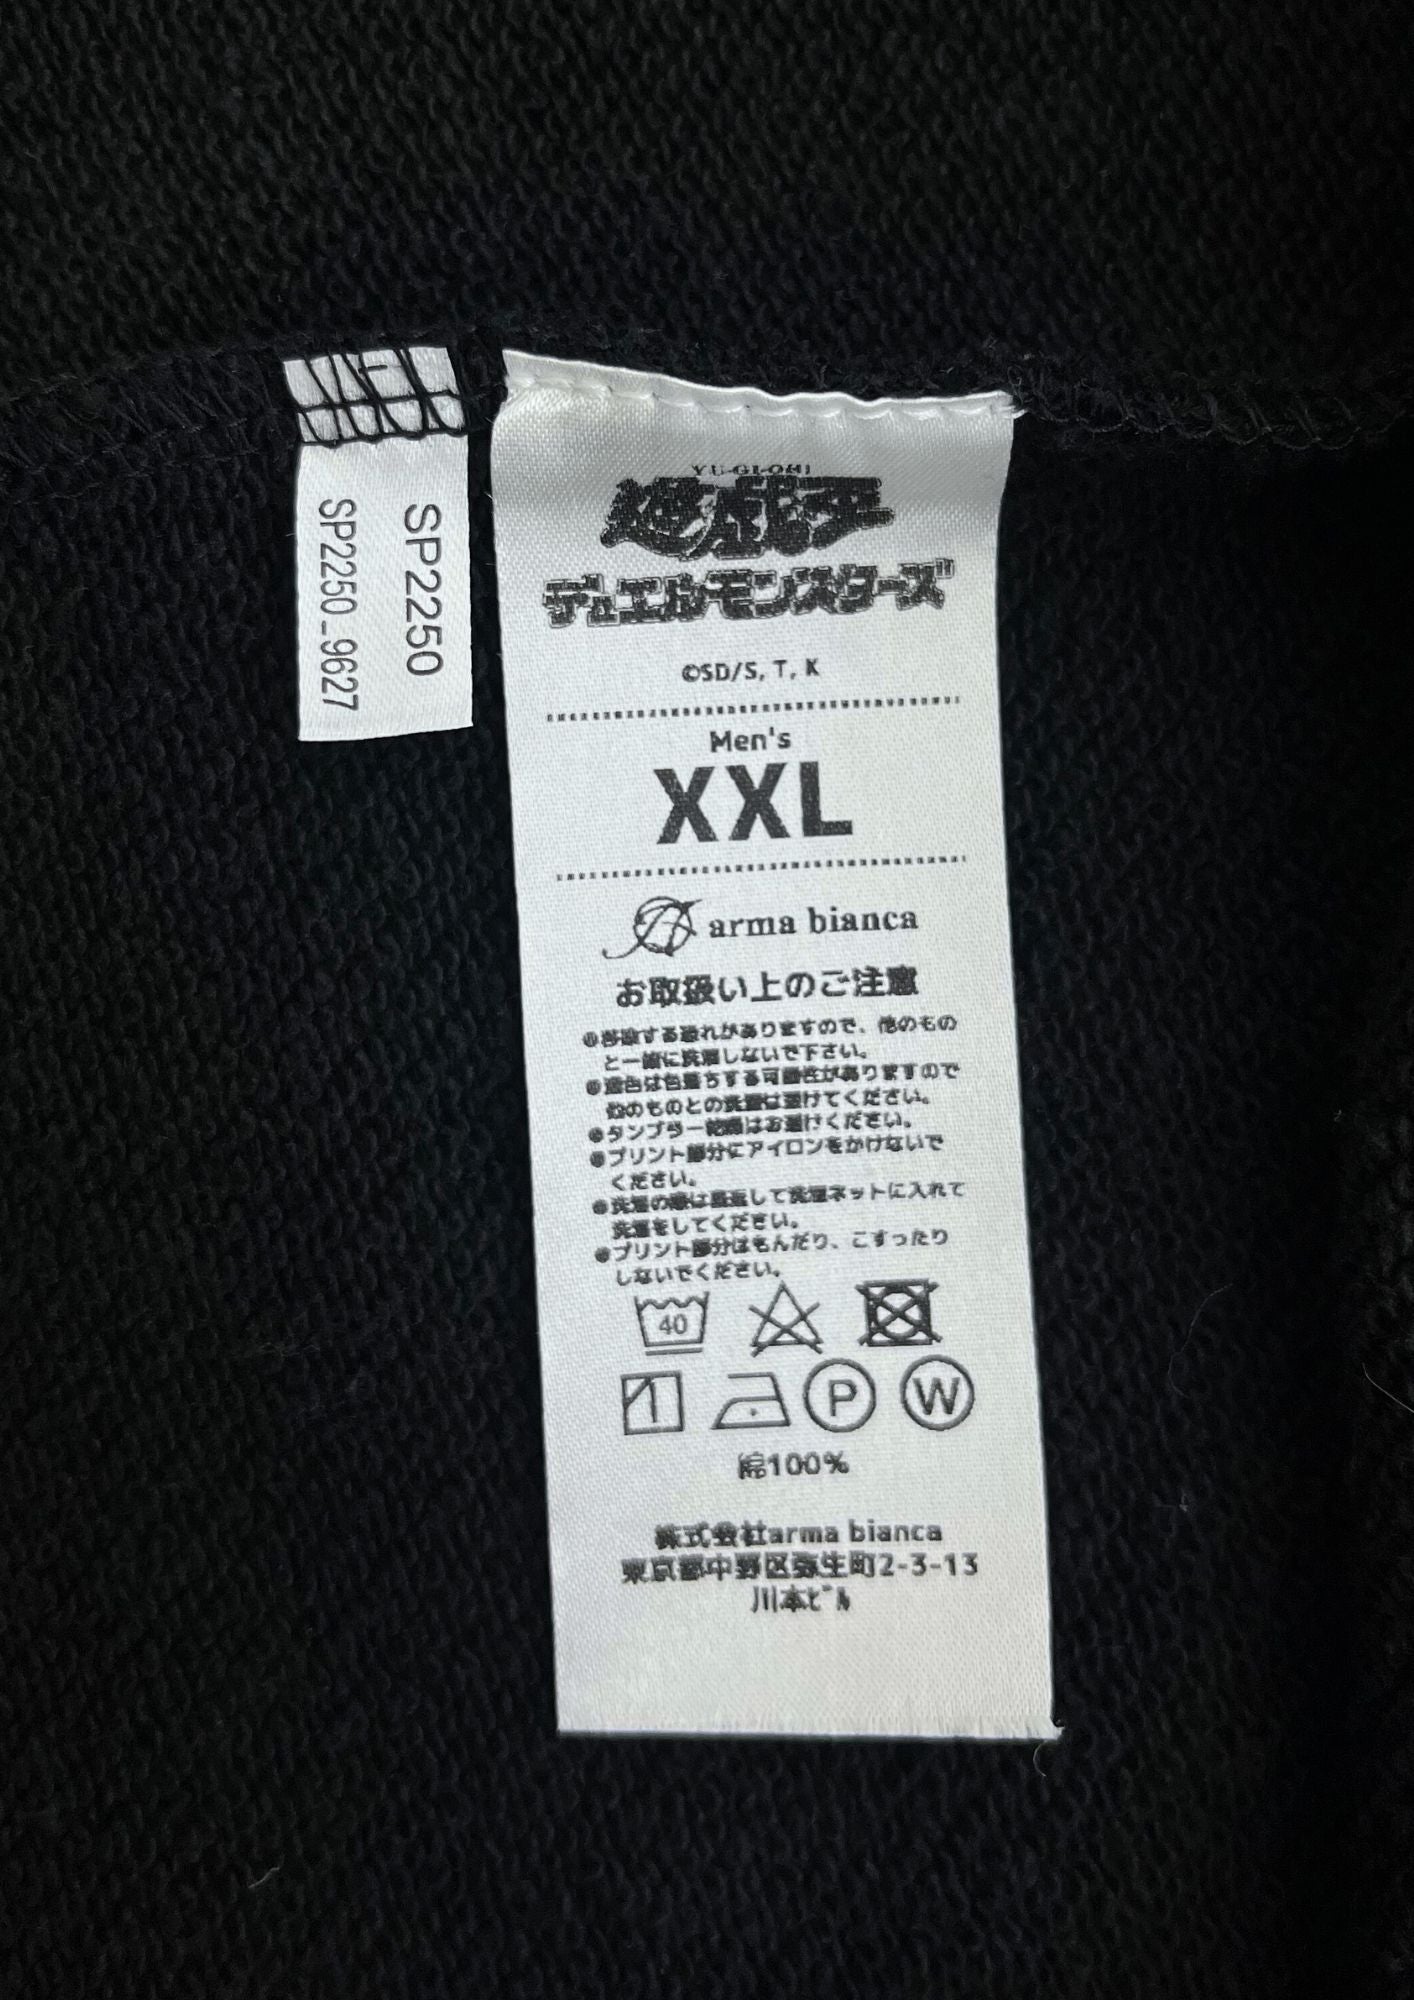 SP2250
SP2250_9627
YU-GI-OH!
遊戯王
デュエルモンスターズ
©SD/S, T, K
Men's
XXL
arma bianca
お取扱い上のご注意
●移染する恐れがありますので、他のもの
と一緒に洗濯しないで下さい。
●濃色は色落ちする可能性がありますので
他のものとの洗濯は避けてください。
●タンブラー乾燥はお避けください。
●プリント部分にアイロンをかけないで
ください。
●洗濯の際は裏返して洗濯ネットに入れて
洗濯をしてください。
●プリント部分はもんだり、こすったり
しないでください。
40
P
W
綿100%
株式会社arma bianca
東京都中野区弥生町2-3-13
川本ビル